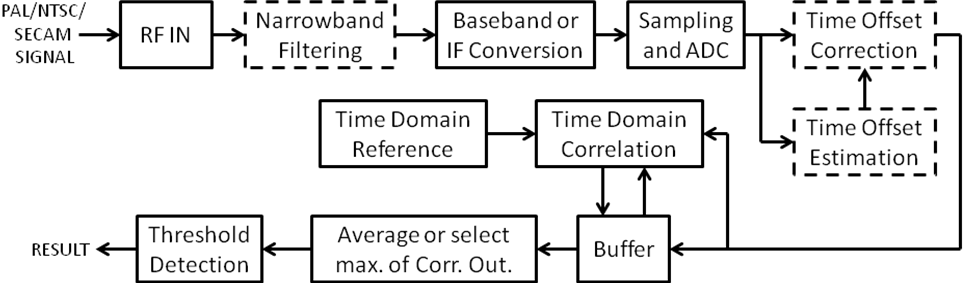 PAL/NTSC/
SECAM
SIGNAL
RF IN
Narrowband
Filtering
Baseband or
IF Conversion
Sampling
and ADC
Time Offset
Correction
Time Domain
Reference
Time Domain
Correlation
Time Offset
Estimation
RESULT
Threshold
Detection
Average or select
max. of Corr. Out.
Buffer